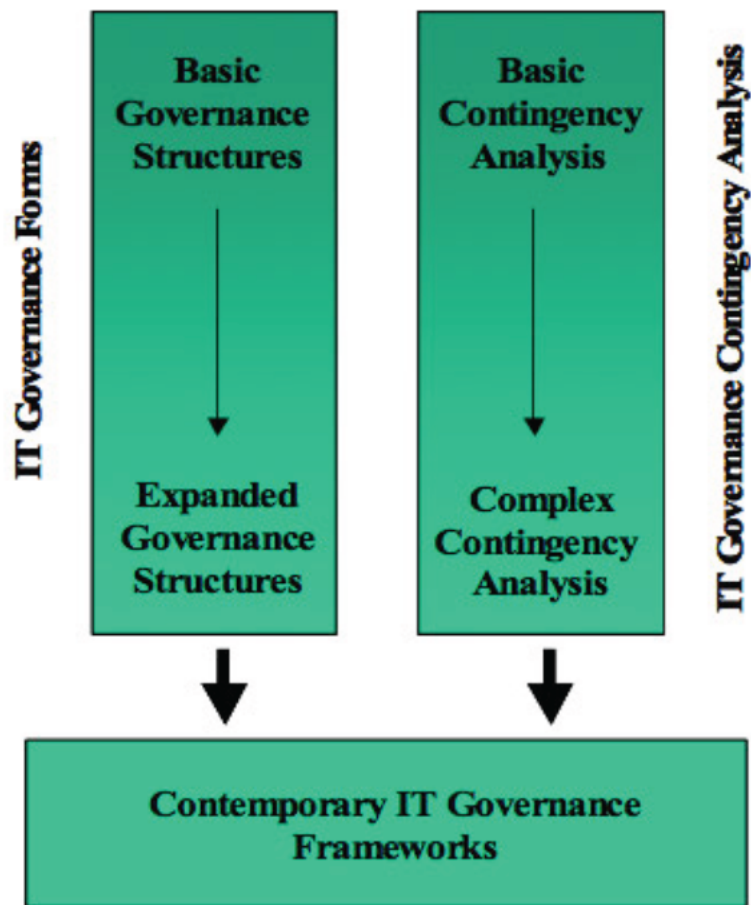 IT Governance Forms
Basic
Governance
Structures
Expanded
Governance
Structures
Basic
Contingency
Analysis
Complex
Contingency
Analysis
IT Governance Contingency Analysis
Contemporary IT Governance
Frameworks